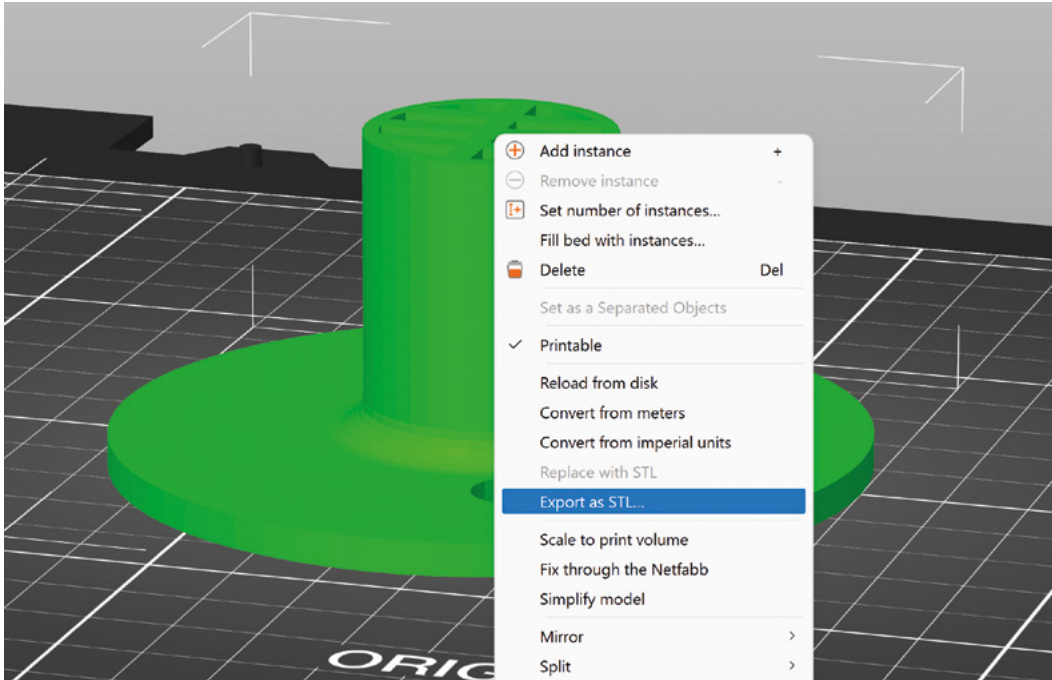 Add instance +
Remove instance -
Set number of instances...
Fill bed with instances...
Delete Del
Set as a Separated Objects
Printable
Reload from disk
Convert from meters
Convert from imperial units
Replace with STL
Export as STL...
Scale to print volume
Fix through the Netfabb
Simplify model
Mirror
Split